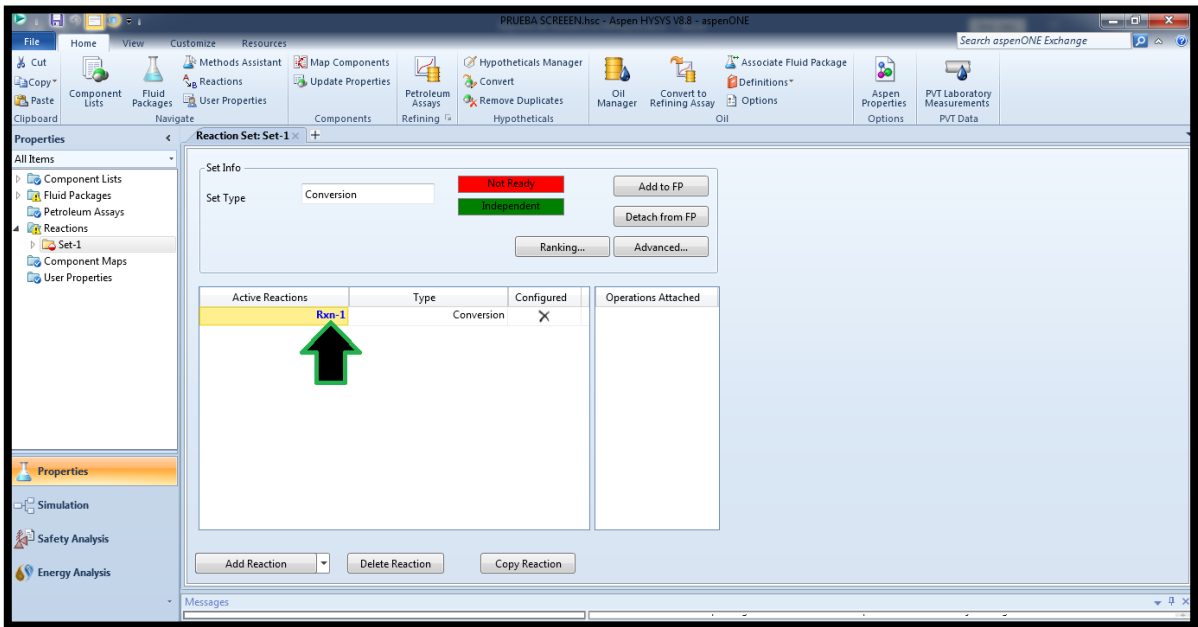 PRUEBA SCREEEN.hsc - Aspen HYSYS V8.8 - aspenONE
File Home View Customize Resources
Search aspenONE Exchange
Cut
Copy
Paste
Clipboard
Component Lists
Fluid Packages
Methods Assistant
Reactions
User Properties
Navigate
Map Components
Update Properties
Components
Petroleum Assays
Refining
Hypotheticals Manager
Convert
Remove Duplicates
Hypotheticals
Oil Manager
Convert to Refining Assay
Associate Fluid Package
Definitions
Options
Oil
Aspen Properties
Options
PVT Laboratory Measurements
PVT Data
Properties
All Items
Component Lists
Fluid Packages
Petroleum Assays
Reactions
Set-1
Component Maps
User Properties
Properties
Simulation
Safety Analysis
Energy Analysis
Reaction Set: Set-1
Set Info
Set Type Conversion
Not Ready
Independent
Add to FP
Detach from FP
Ranking... Advanced...
Active Reactions Type Configured
Rxn-1 Conversion
Operations Attached
Add Reaction Delete Reaction Copy Reaction
Messages